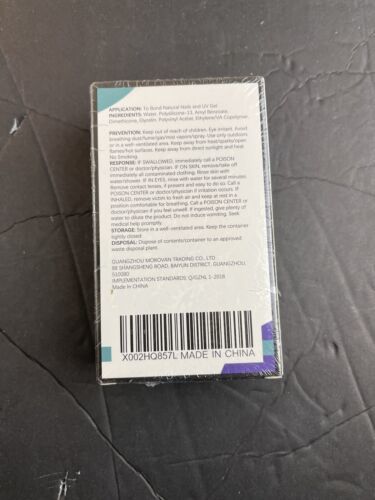 APPLICATION: To Bond Natural Nails and UV Gel
INGREDIENTS: Water, Polysilicone-13, Amyl Benzoate,
Dimethicone, Glycerin, Polyvinyl Acetate, Ethylene/VA Copolymer.
PREVENTION: Keep out of reach of children. Eye irritant. Avoid
breathing dust/fume/gas/mist-vapors/spray. Use only outdoors
or in a well-ventilated area. Keep away from heat/sparks/open
flames/hot surfaces. Keep away from direct sunlight and heat
No Smoking.
RESPONSE: IF SWALLOWED, immediately call a POISON
CENTER or doctor/physician. IF ON SKIN, remove/take off
immediately all contaminated clothing. Rinse skin with
water/shower. IF IN EYES, rinse with water for several minutes.
Remove contact lenses, if present and easy to do so. Call a
POISON CENTER or doctor/physician if irritation occurs. IF
INHALED, remove victim to fresh air and keep at rest in a
position comfortable for breathing. Call a POISON CENTER or
doctor/physician if you feel unwell. If ingested, give plenty of
water to dilute the product. Do not induce vomiting. Seek
medical help promptly.
STORAGE: Store in a well-ventilated area. Keep the container
tightly closed.
DISPOSAL: Dispose of contents/container to an approved
waste disposal plant.
GUANGZHOU MOROVAN TRADING CO., LTD
88 SHANGSHENG ROAD, BAIYUN DISTRICT, GUANGZHOU,
510080
IMPLEMENTATION STANDARDS: Q/GZHL 1-2018
Made in CHINA
X002HQ857L MADE IN CHINA